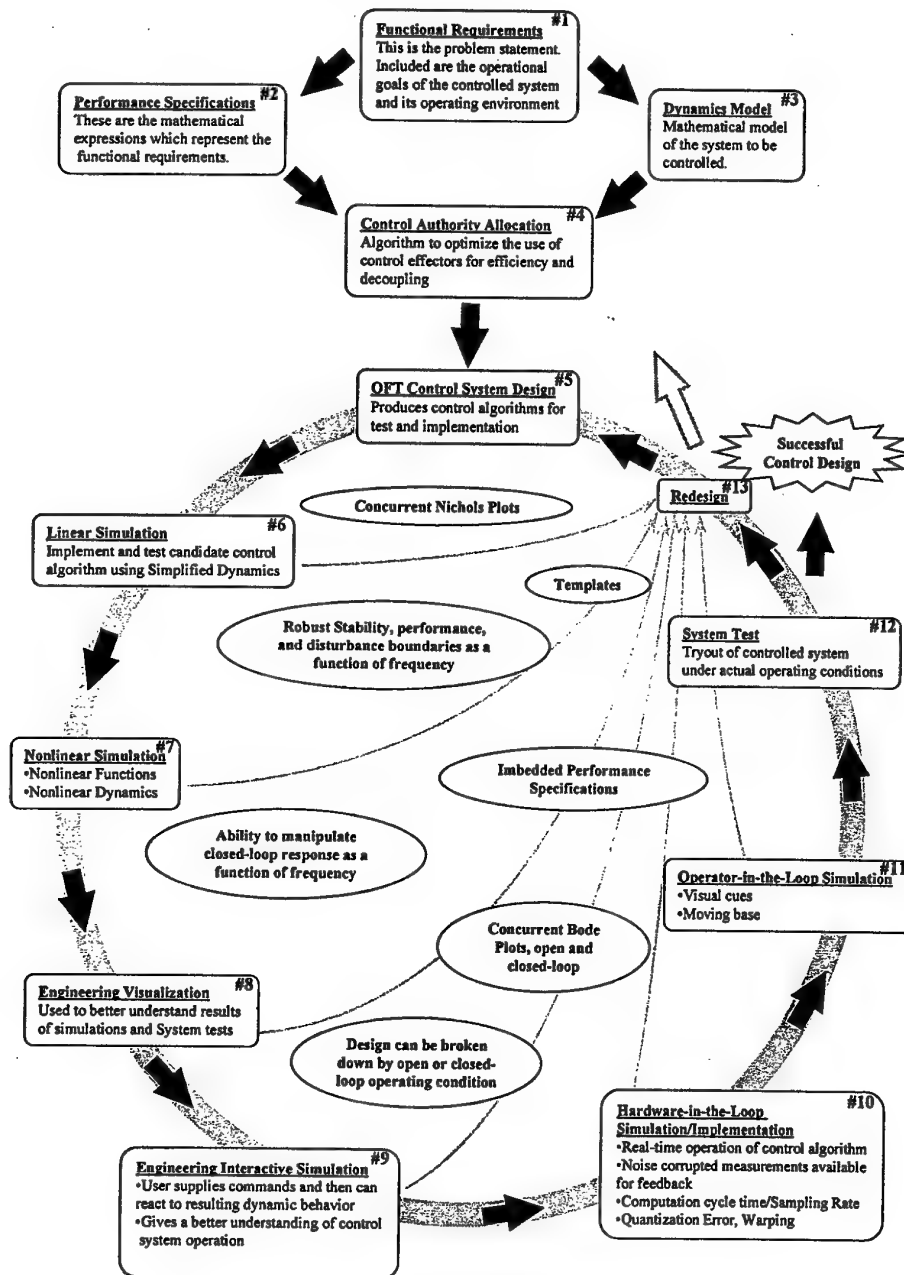 #1
Functional Requirements
This is the problem statement.
Included are the operational
goals of the controlled system
and its operating environment
#2
Performance Specifications
These are the mathematical
expressions which represent the
functional requirements.
#3
Dynamics Model
Mathematical model
of the system to be
controlled.
#4
Control Authority Allocation
Algorithm to optimize the use of
control effectors for efficiency and
decoupling
#5
QFT Control System Design
Produces control algorithms for
test and implementation
Successful
Control Design
#13
Redesign
Concurrent Nichols Plots
#6
Linear Simulation
Implement and test candidate control
algorithm using Simplified Dynamics
Templates
Robust Stability, performance,
and disturbance boundaries as a
function of frequency
#12
System Test
Tryout of controlled system
under actual operating conditions
#7
Nonlinear Simulation
•Nonlinear Functions
•Nonlinear Dynamics
Imbedded Performance
Specifications
Ability to manipulate
closed-loop response as a
function of frequency
#11
Operator-in-the-Loop Simulation
•Visual cues
•Moving base
Concurrent Bode
Plots, open and
closed-loop
#8
Engineering Visualization
Used to better understand results
of simulations and System tests
Design can be broken
down by open or closed-
loop operating condition
#9
Engineering Interactive Simulation
•User supplies commands and then can
react to resulting dynamic behavior
•Gives a better understanding of control
system operation
#10
Hardware-in-the-Loop
Simulation/Implementation
•Real-time operation of control algorithm
•Noise corrupted measurements available
for feedback
•Computation cycle time/Sampling Rate
•Quantization Error, Warping